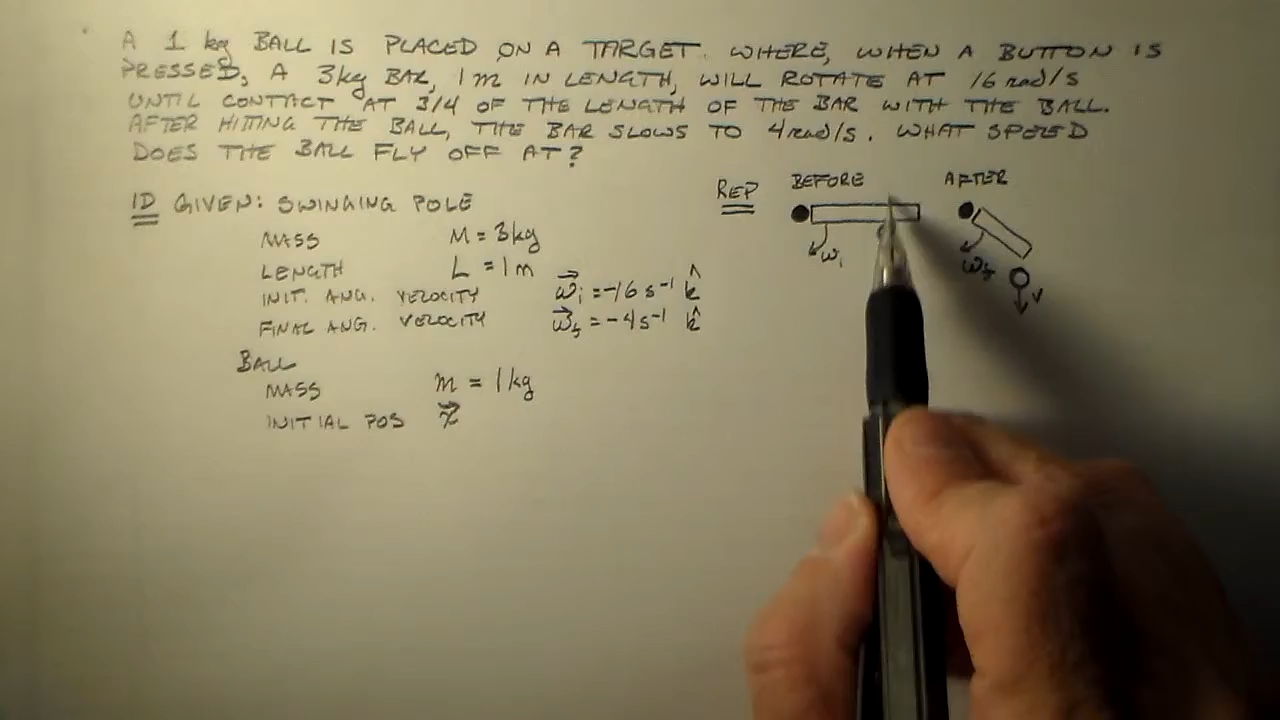 A 1 kg BALL IS PLACED ON A TARGET. WHERE, WHEN A BUTTON IS
PRESSED, A 3kg BAR, 1m IN LENGTH, WILL ROTATE AT 16 rad/s
UNTIL CONTACT AT 3/4 OF THE LENGTH OF THE BAR WITH THE BALL.
AFTER HITTING THE BALL, THE BAR SLOWS TO 4 rad/s. WHAT SPEED
DOES THE BALL FLY OFF AT?
ID GIVEN: SWINGING POLE
MASS M = 3kg
LENGTH L = 1m
INIT. ANG. VELOCITY ω⃗i = -16 s⁻¹ k̂
FINAL ANG. VELOCITY ω⃗f = -4 s⁻¹ k̂
BALL
MASS m = 1kg
INITIAL POS r⃗
REP BEFORE AFTER
ωi
ωf
v